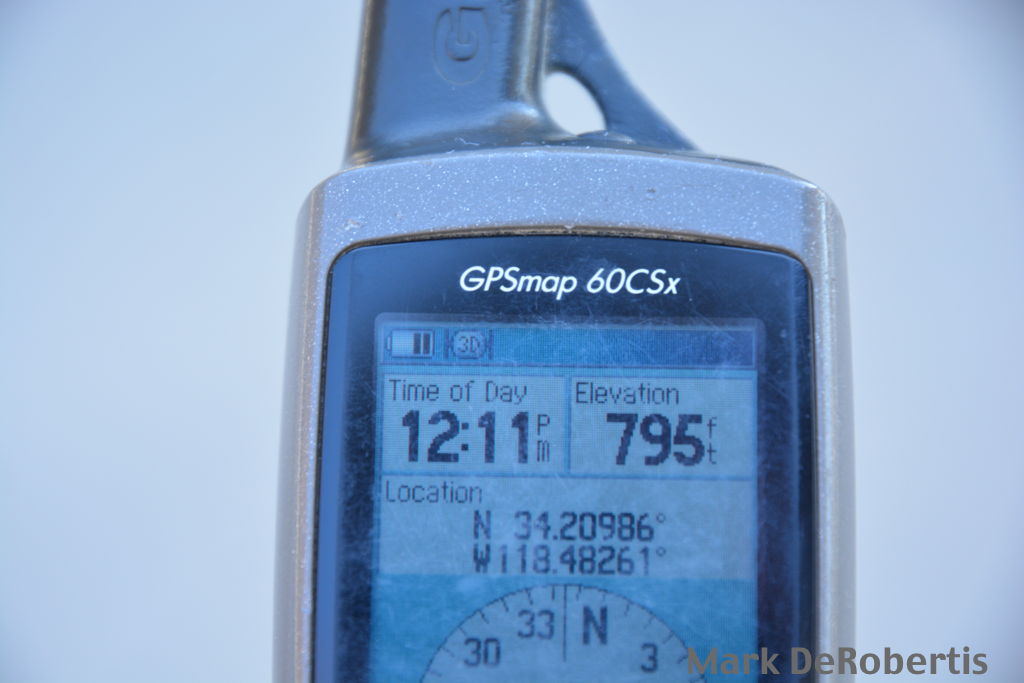 G
GPSmap 60CSx
3D
Time of Day
12:11 Pm
Elevation
795 ft
Location
N 34.20986°
W118.48261°
30 33 N 3
Mark DeRobertis